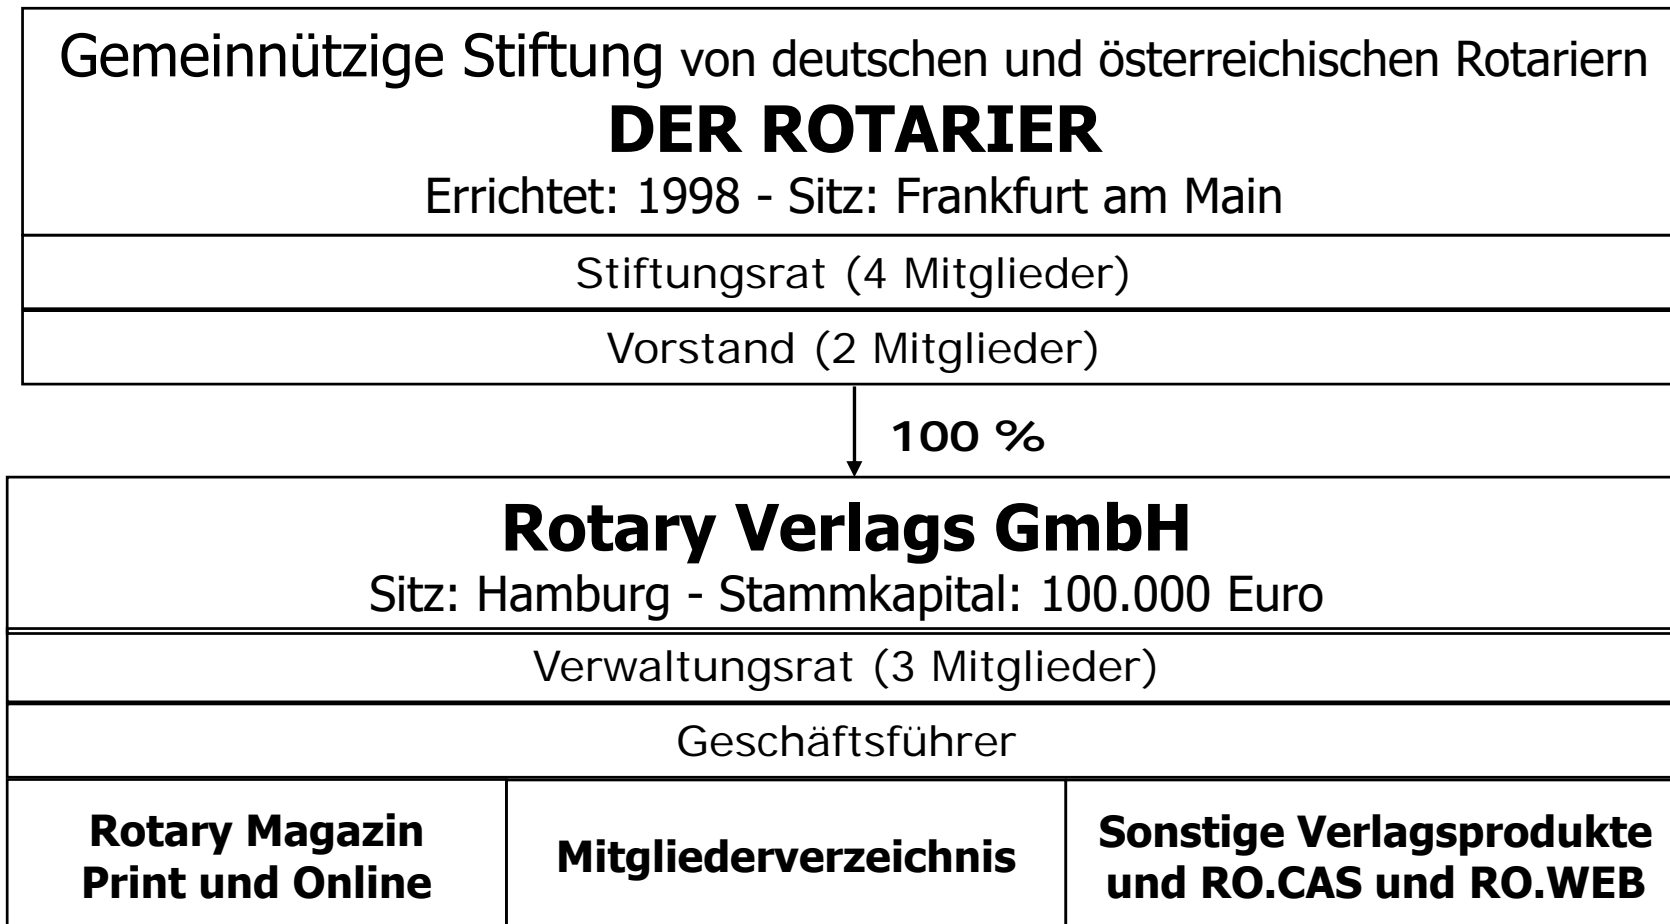 Gemeinnützige Stiftung von deutschen und österreichischen Rotariern
DER ROTARIER
Errichtet: 1998 - Sitz: Frankfurt am Main
Stiftungsrat (4 Mitglieder)
Vorstand (2 Mitglieder)
100 %
Rotary Verlags GmbH
Sitz: Hamburg - Stammkapital: 100.000 Euro
Verwaltungsrat (3 Mitglieder)
Geschäftsführer
Rotary Magazin
Print und Online
Mitgliederverzeichnis
Sonstige Verlagsprodukte
und RO.CAS und RO.WEB